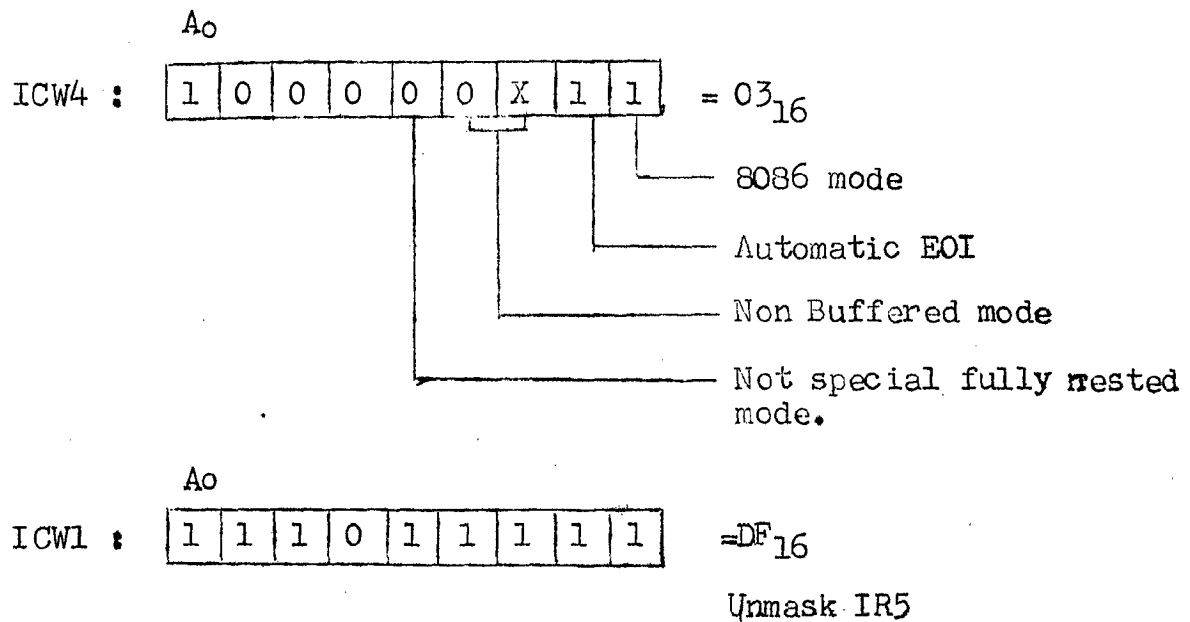 Ao
ICW4 : 1 0 0 0 0 0 X 1 1 = 0316
8086 mode
Automatic EOI
Non Buffered mode
Not special fully nested
mode.
Ao
ICW1 : 1 1 1 0 1 1 1 1 1 =DF16
Unmask IR5